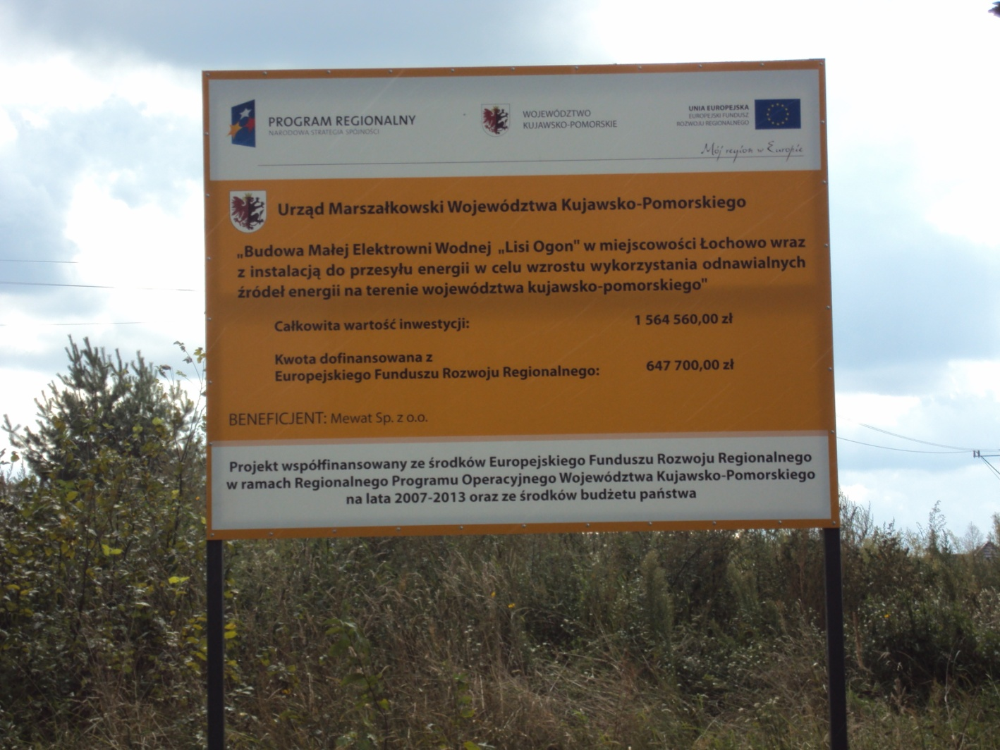 PROGRAM REGIONALNY
NARODOWA STRATEGIA SPÓJNOŚCI
WOJEWÓDZTWO
KUJAWSKO-POMORSKIE
UNIA EUROPEJSKA
EUROPEJSKI FUNDUSZ
ROZWOJU REGIONALNEGO
Mój region w Europie
Urząd Marszałkowski Województwa Kujawsko-Pomorskiego
„Budowa Małej Elektrowni Wodnej „Lisi Ogon" w miejscowości Łochowo wraz
z instalacją do przesyłu energii w celu wzrostu wykorzystania odnawialnych
źródeł energii na terenie województwa kujawsko-pomorskiego"
Całkowita wartość inwestycji: 1 564 560,00 zł
Kwota dofinansowana z
Europejskiego Funduszu Rozwoju Regionalnego: 647 700,00 zł
BENEFICJENT: Mewat Sp. z o.o.
Projekt współfinansowany ze środków Europejskiego Funduszu Rozwoju Regionalnego
w ramach Regionalnego Programu Operacyjnego Województwa Kujawsko-Pomorskiego
na lata 2007-2013 oraz ze środków budżetu państwa